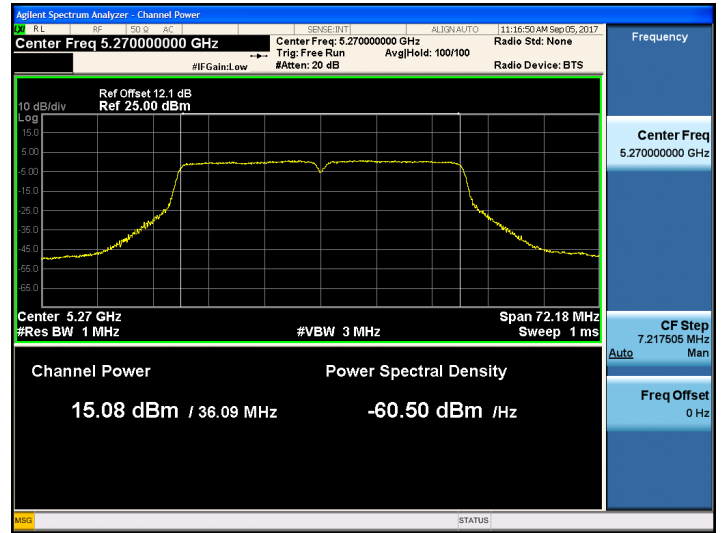 Agilent Spectrum Analyzer - Channel Power
LXI RL RF 50 Ω AC SENSE:INT ALIGN AUTO 11:16:50 AM Sep 05, 2017
Center Freq 5.270000000 GHz
Center Freq: 5.270000000 GHz
Radio Std: None
Trig: Free Run Avg|Hold: 100/100
#IFGain:Low
#Atten: 20 dB
Radio Device: BTS
Ref Offset 12.1 dB
10 dB/div Ref 25.00 dBm
Log
15.0
5.00
-5.00
-15.0
-25.0
-35.0
-45.0
-55.0
-65.0
Center 5.27 GHz
Span 72.18 MHz
#Res BW 1 MHz
#VBW 3 MHz
Sweep 1 ms
Channel Power
Power Spectral Density
15.08 dBm / 36.09 MHz
-60.50 dBm /Hz
MSG
STATUS
Frequency
Center Freq
5.270000000 GHz
CF Step
7.217505 MHz
Auto Man
Freq Offset
0 Hz